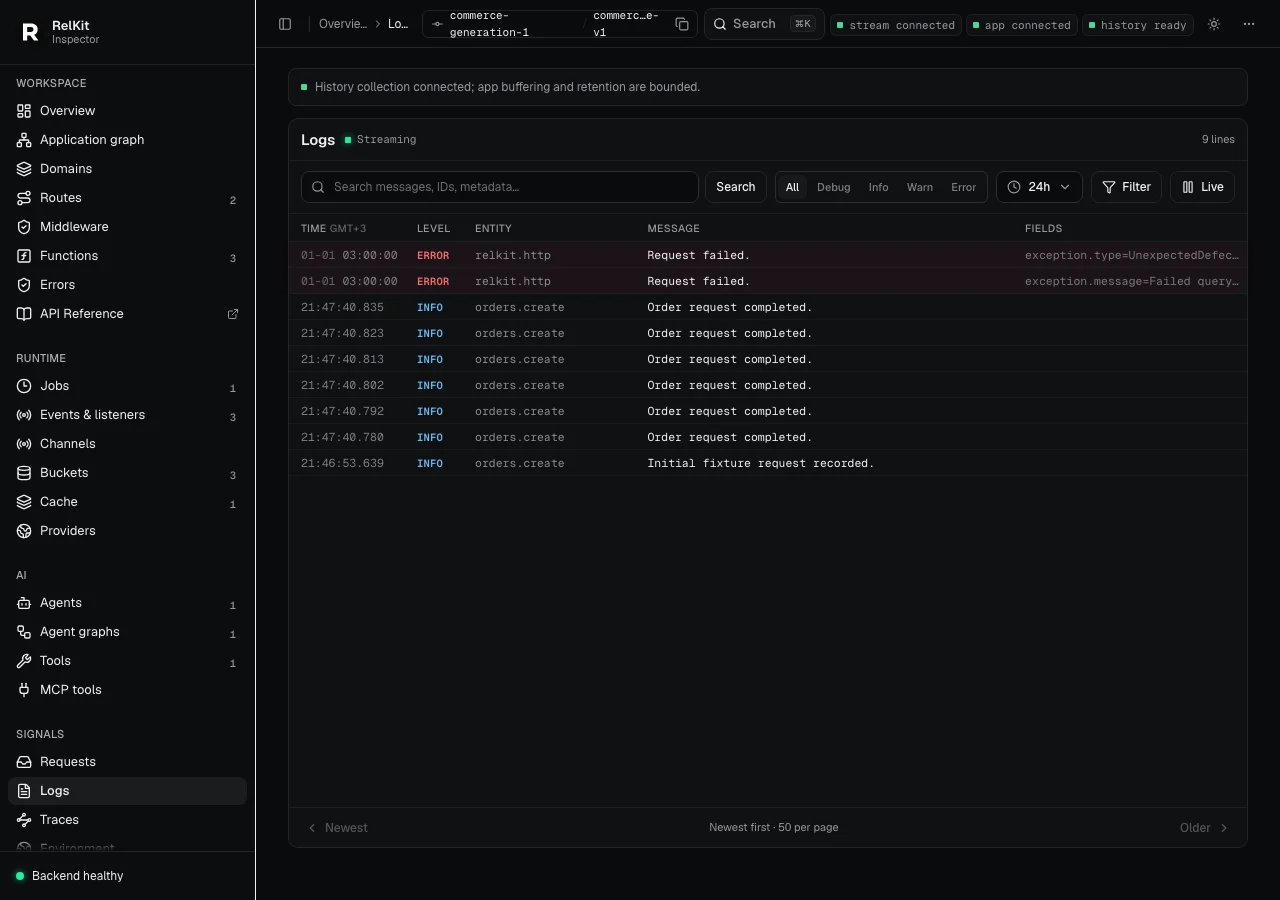 RelKit
Inspector
WORKSPACE
Overview
Application graph
Domains
Routes 2
Middleware
Functions 3
Errors
API Reference
RUNTIME
Jobs 1
Events & listeners 3
Channels
Buckets 3
Cache 1
Providers
AI
Agents 1
Agent graphs 1
Tools 1
MCP tools
SIGNALS
Requests
Logs
Traces
Environment
Backend healthy
Overvie… > Lo…
commerce-generation-1 / commerc…e-v1
Search ⌘K
stream connected
app connected
history ready
History collection connected; app buffering and retention are bounded.
Logs Streaming 9 lines
Search messages, IDs, metadata… Search All Debug Info Warn Error 24h Filter Live
TIME GMT+3 LEVEL ENTITY MESSAGE FIELDS
01-01 03:00:00 ERROR relkit.http Request failed. exception.type=UnexpectedDefec…
01-01 03:00:00 ERROR relkit.http Request failed. exception.message=Failed query…
21:47:40.835 INFO orders.create Order request completed.
21:47:40.823 INFO orders.create Order request completed.
21:47:40.813 INFO orders.create Order request completed.
21:47:40.802 INFO orders.create Order request completed.
21:47:40.792 INFO orders.create Order request completed.
21:47:40.780 INFO orders.create Order request completed.
21:46:53.639 INFO orders.create Initial fixture request recorded.
Newest Newest first · 50 per page Older